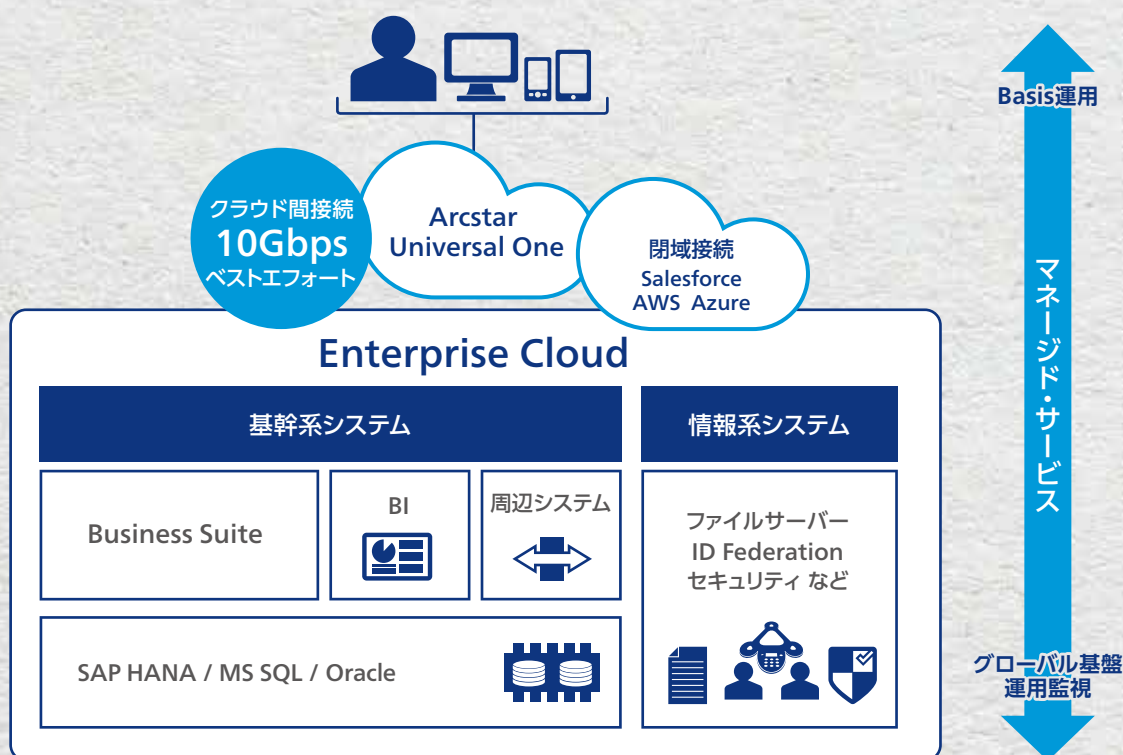 Basis運用
クラウド間接続
10Gbps
ベストエフォート
Arcstar
Universal One
閉域接続
Salesforce
AWS Azure
マネージド・サービス
Enterprise Cloud
基幹系システム
情報系システム
Business Suite
BI
周辺システム
ファイルサーバー
ID Federation
セキュリティ など
SAP HANA / MS SQL / Oracle
グローバル基盤
運用監視